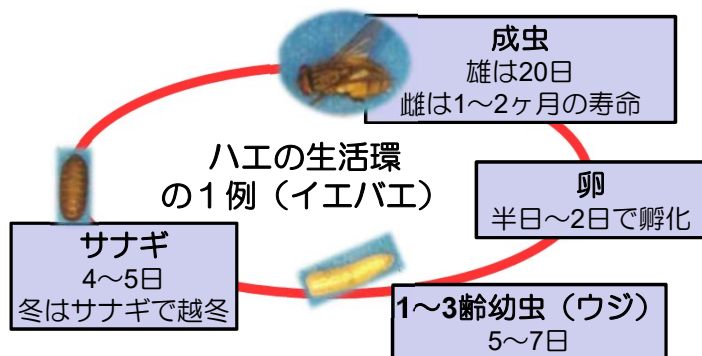 成虫
雄は20日
雌は1～2ヶ月の寿命
ハエの生活環
の１例（イエバエ）
卵
半日～2日で孵化
サナギ
4～5日
冬はサナギで越冬
1～3齢幼虫（ウジ）
5～7日